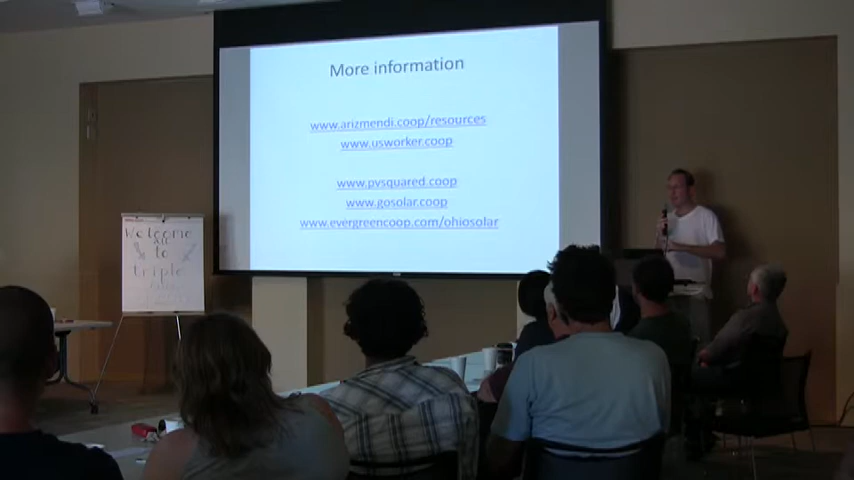 More information
www.arizmendi.coop/resources
www.usworker.coop
www.pvsquared.coop
www.gosolar.coop
www.evergreencoop.com/ohiosolar
Welcome
to
triple